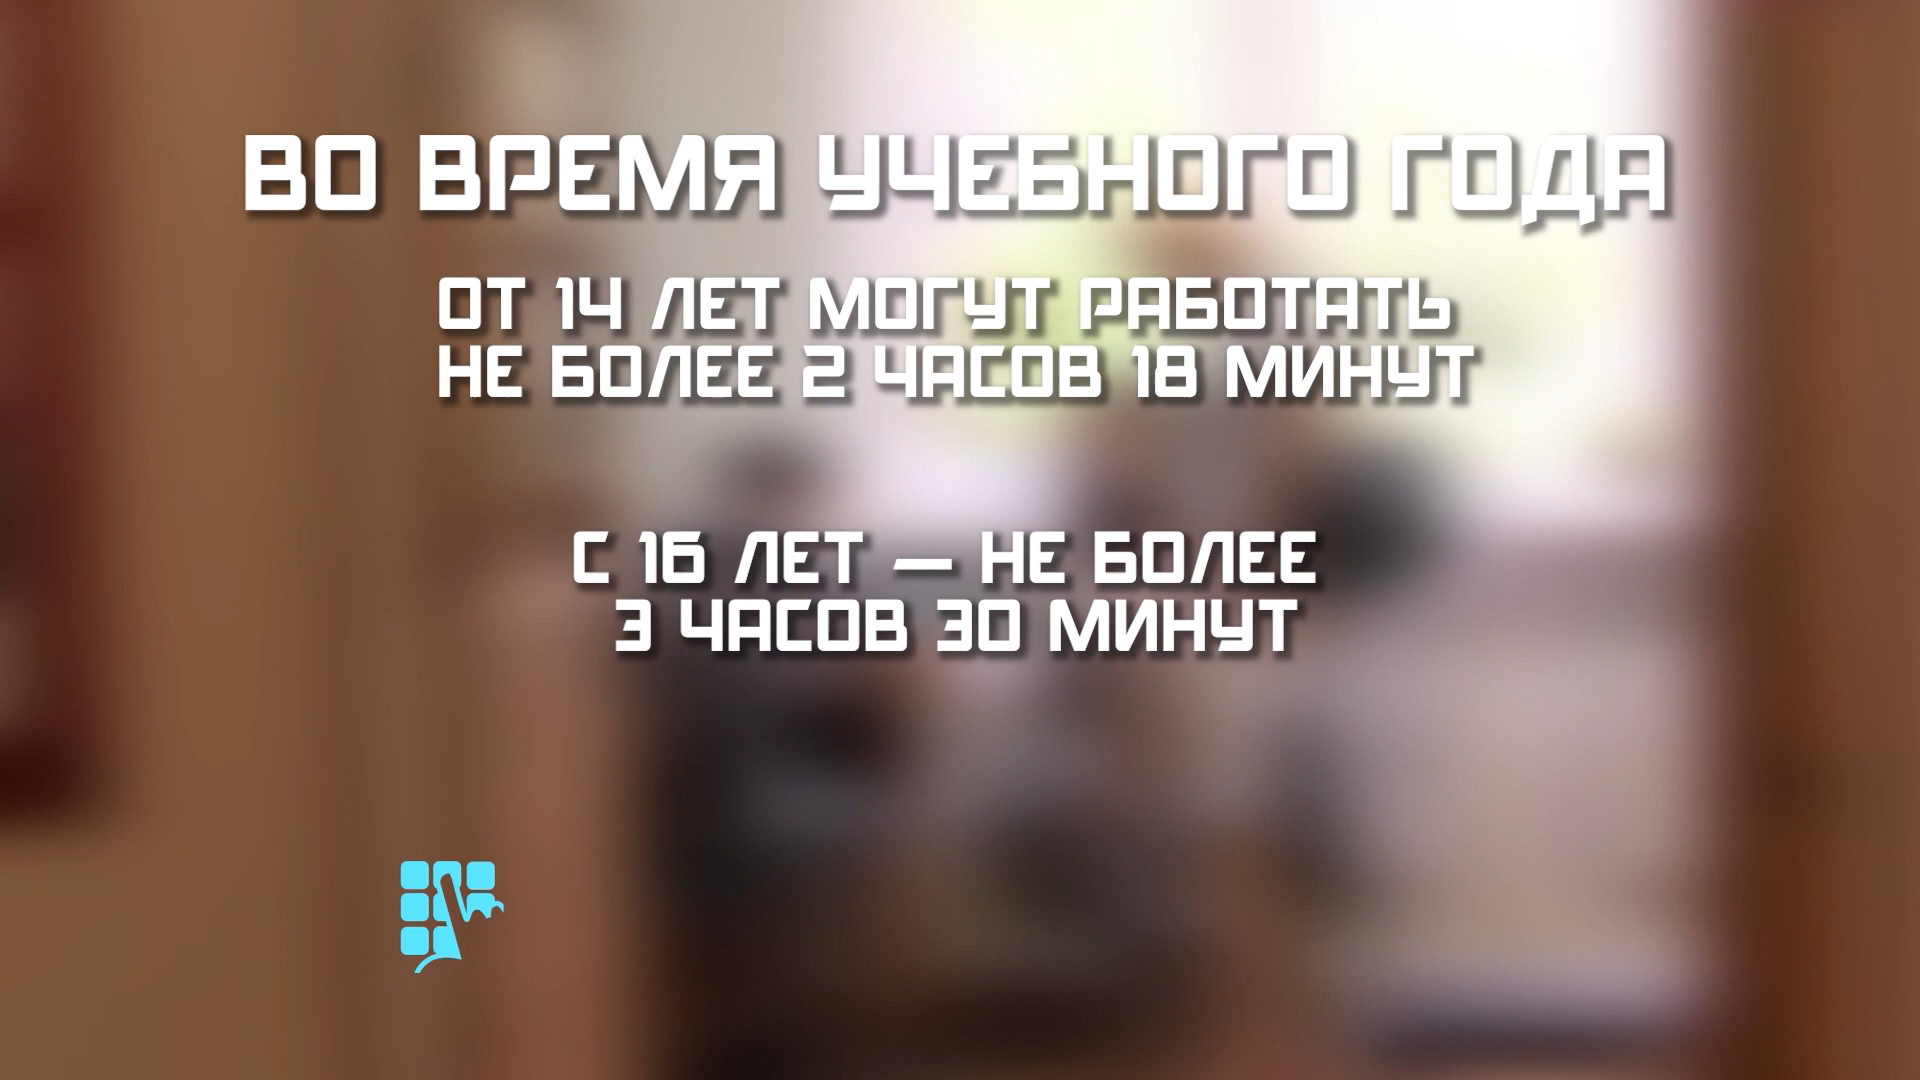 ВО ВРЕМЯ УЧЕБНОГО ГОДА
ОТ 14 ЛЕТ МОГУТ РАБОТАТЬ
НЕ БОЛЕЕ 2 ЧАСОВ 18 МИНУТ
С 16 ЛЕТ — НЕ БОЛЕЕ
3 ЧАСОВ 30 МИНУТ